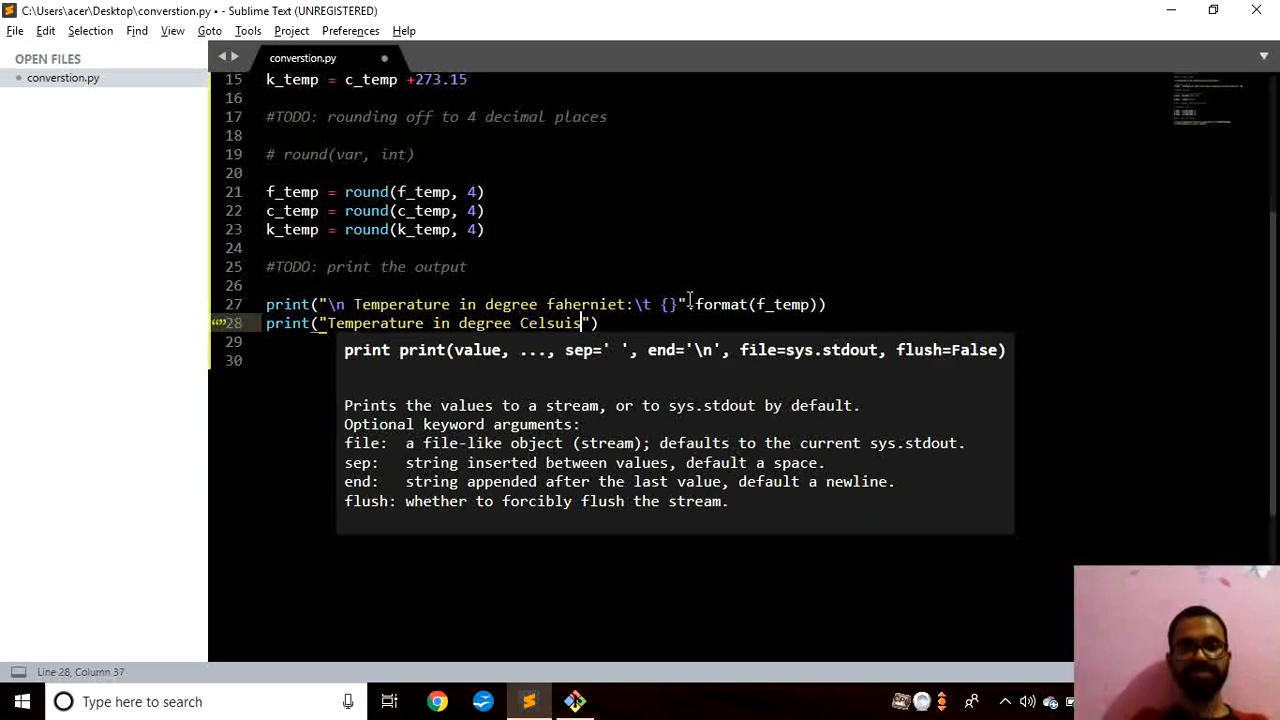 C:\Users\acer\Desktop\converstion.py • - Sublime Text (UNREGISTERED)
File Edit Selection Find View Goto Tools Project Preferences Help
OPEN FILES
converstion.py
converstion.py
15 k_temp = c_temp +273.15
16
17 #TODO: rounding off to 4 decimal places
18
19 # round(var, int)
20
21 f_temp = round(f_temp, 4)
22 c_temp = round(c_temp, 4)
23 k_temp = round(k_temp, 4)
24
25 #TODO: print the output
26
27 print("\n Temperature in degree faherniet:\t {}".format(f_temp))
28 print("Temperature in degree Celsuis")
29
30
print print(value, ..., sep=' ', end='\n', file=sys.stdout, flush=False)
Prints the values to a stream, or to sys.stdout by default.
Optional keyword arguments:
file: a file-like object (stream); defaults to the current sys.stdout.
sep: string inserted between values, default a space.
end: string appended after the last value, default a newline.
flush: whether to forcibly flush the stream.
Line 28, Column 37
Type here to search